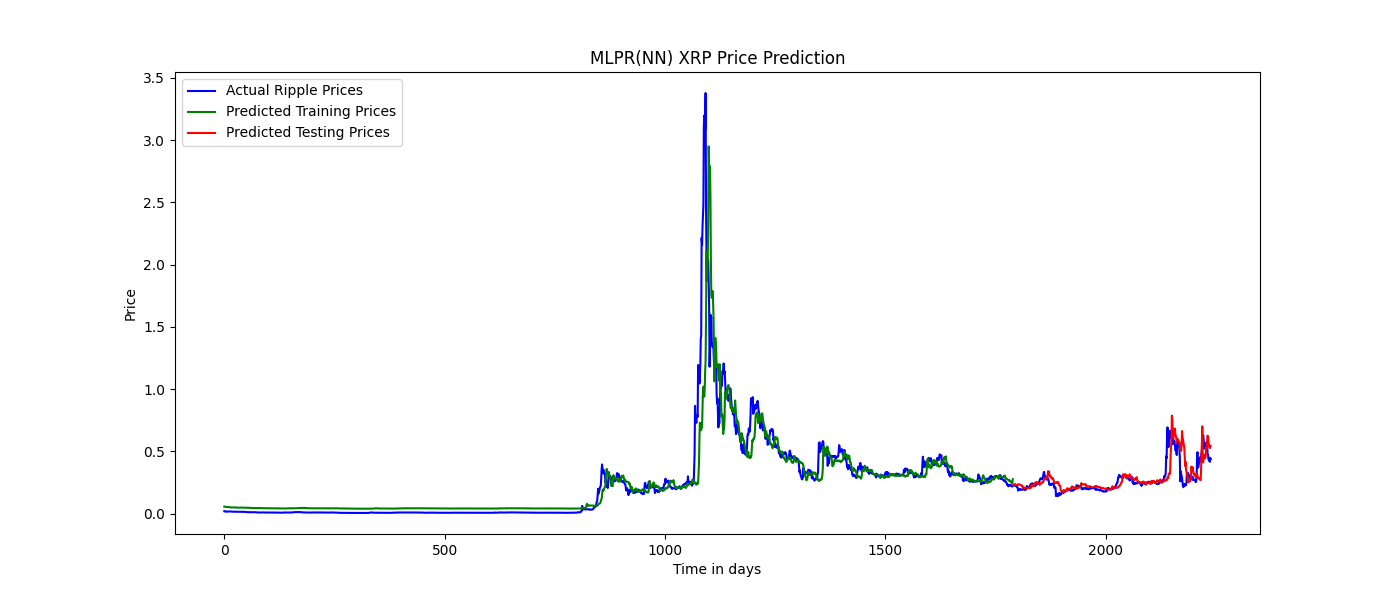 MLPR(NN) XRP Price Prediction
Actual Ripple Prices
Predicted Training Prices
Predicted Testing Prices
Price
3.5
3.0
2.5
2.0
1.5
1.0
0.5
0.0
0 500 1000 1500 2000
Time in days